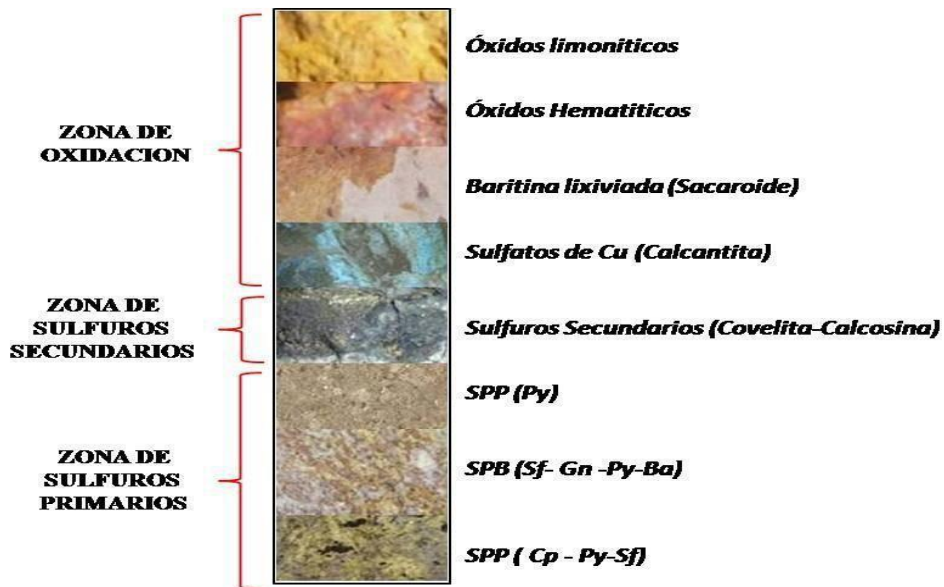 Óxidos limoniticos
Óxidos Hematiticos
ZONA DE
OXIDACION
Baritina lixiviada (Sacaroide)
Sulfatos de Cu (Calcantita)
ZONA DE
SULFUROS
SECUNDARIOS
Sulfuros Secundarios (Covelita-Calcosina)
SPP (Py)
ZONA DE
SULFUROS
PRIMARIOS
SPB (Sf- Gn -Py-Ba)
SPP ( Cp - Py-Sf)